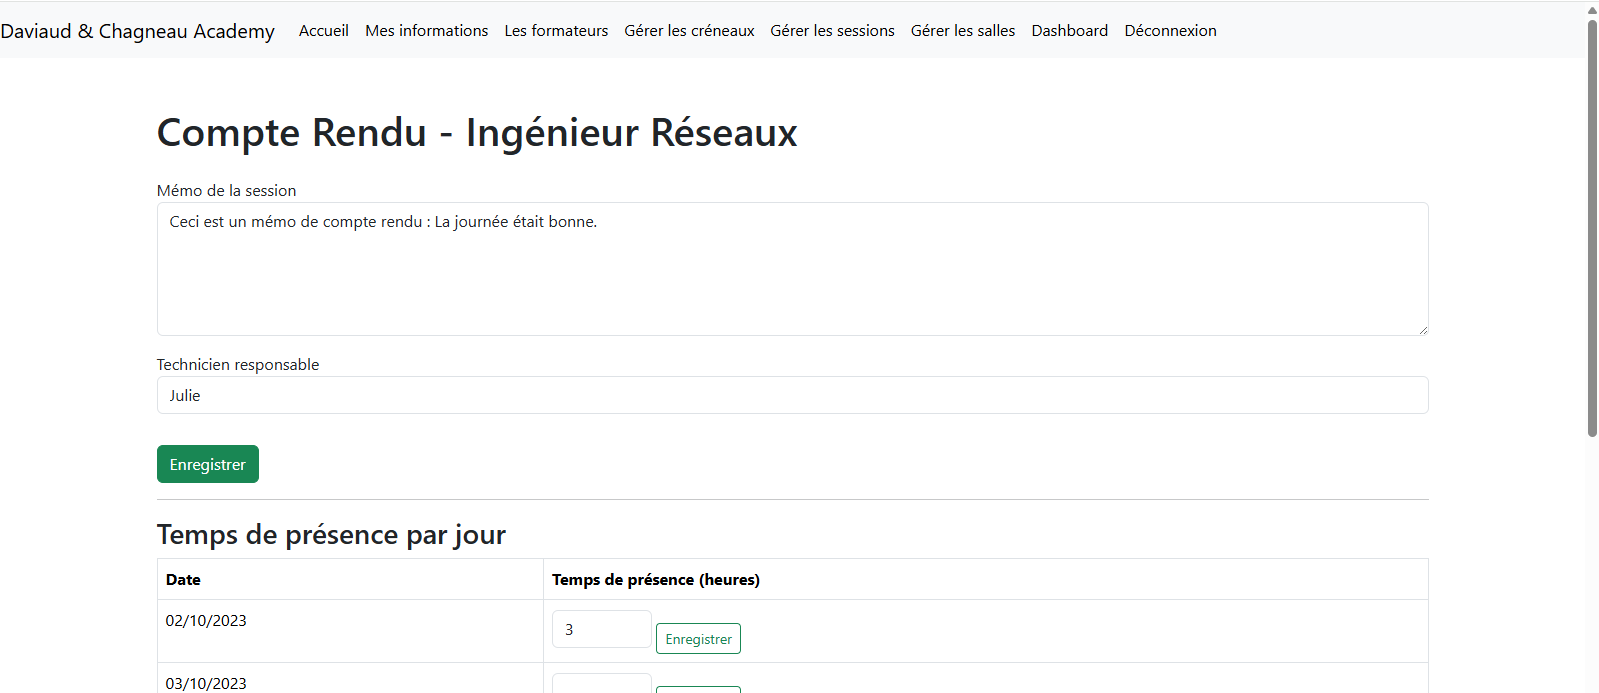 Daviaud & Chagneau Academy Accueil Mes informations Les formateurs Gérer les créneaux Gérer les sessions Gérer les salles Dashboard Déconnexion
Compte Rendu - Ingénieur Réseaux
Mémo de la session
Ceci est un mémo de compte rendu : La journée était bonne.
Technicien responsable
Julie
Enregistrer
Temps de présence par jour
Date Temps de présence (heures)
02/10/2023 3 Enregistrer
03/10/2023